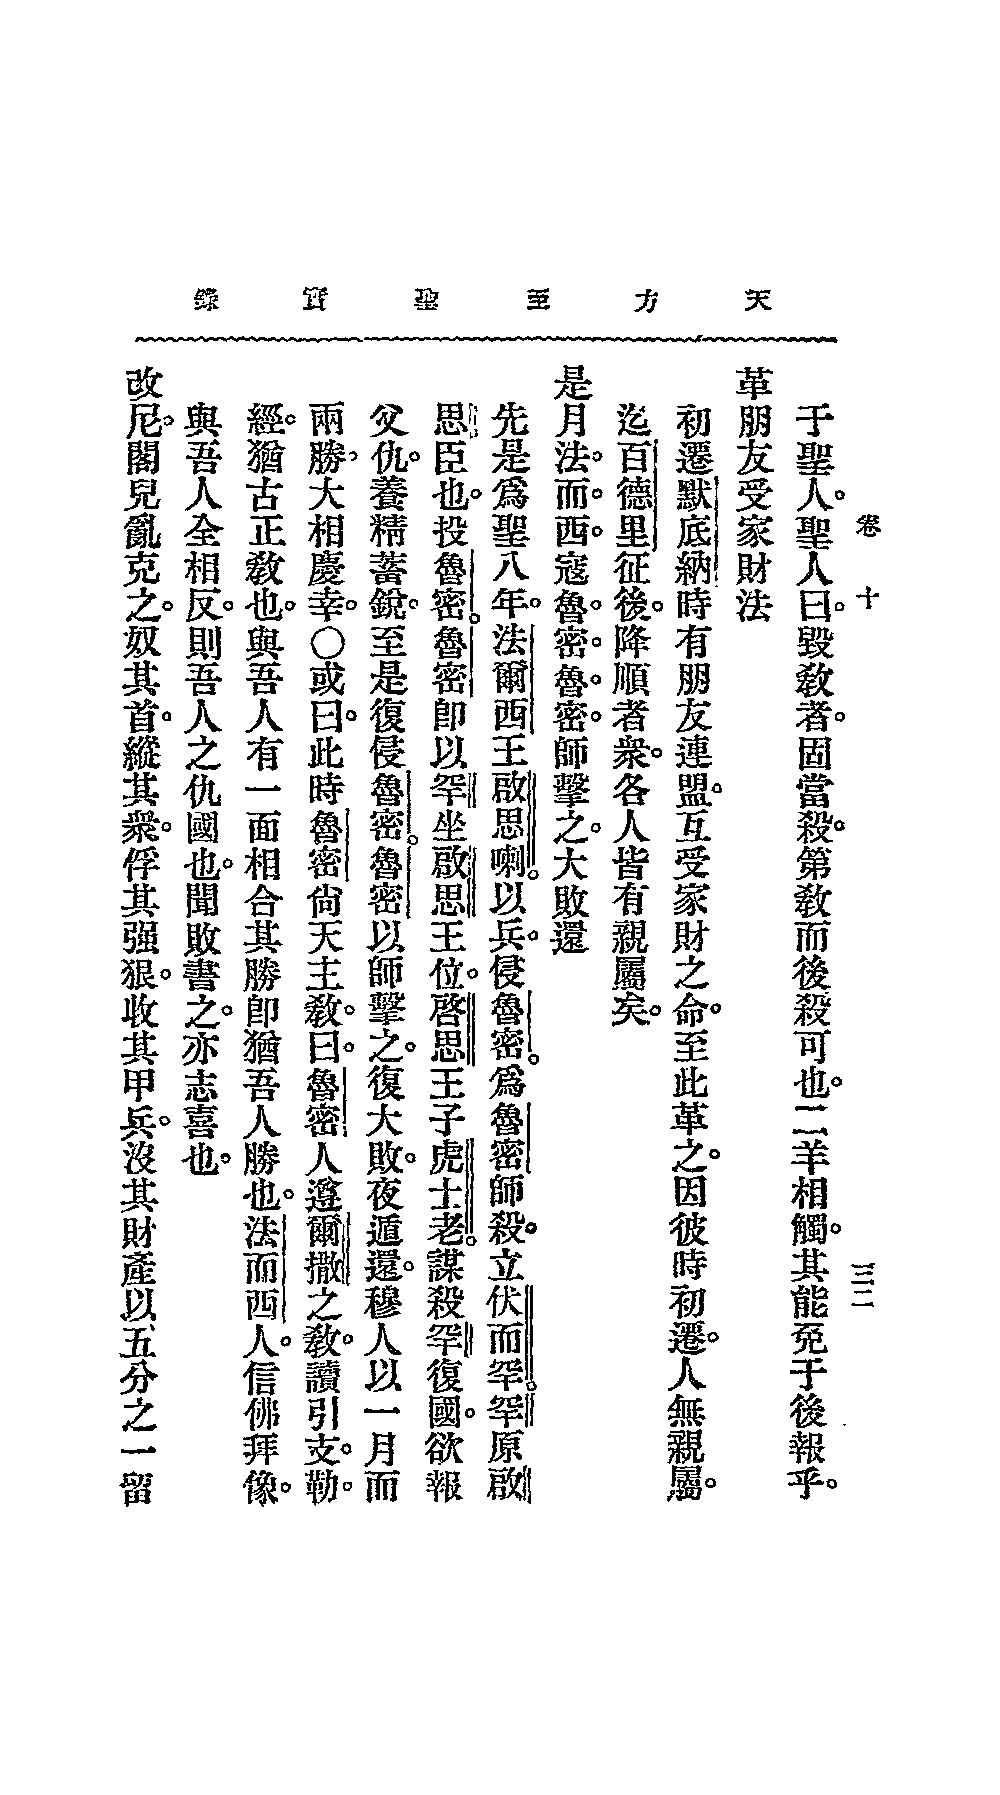 天方至聖實錄
卷十
三二
于聖人。聖人曰。毀敎者。固當殺。第敎而後殺可也。二羊相觸。其能免于後報乎。
革朋友受家財法
初遷默底納時有朋友連盟。互受家財之命。至此革之。因彼時初遷。人無親屬。
迄百德里征後。降順者衆。各人皆有親屬矣。
是月法。而。西。寇魯。密。魯。密。師擊之。大敗還
先是爲聖八年。法爾西王啟思喇。以兵。侵魯密。爲魯密師殺。立伏而罕。罕原啟
思臣也。投魯密。魯密卽以罕坐啟思王位。啓思王子虎士老。謀殺罕復國。欲報
父仇。養精蓄銳。至是復侵魯密。魯密以師擊之。復大敗。夜遁還。穆人以一月而
兩勝、大相慶幸。〇或曰。此時魯密尙天主敎。曰。魯密人遵爾撒之敎。讀引支。勒。
經。猶古正敎也。與吾人有一面相合其勝卽猶吾人勝也。法而西人。信佛拜像。
與吾人全相反。則吾人之仇國也。聞敗書之。亦志喜也。
改尼。閣兒亂克之。奴其首。縱其衆。俘其强狠。收其甲兵。沒其財產以五分之一留